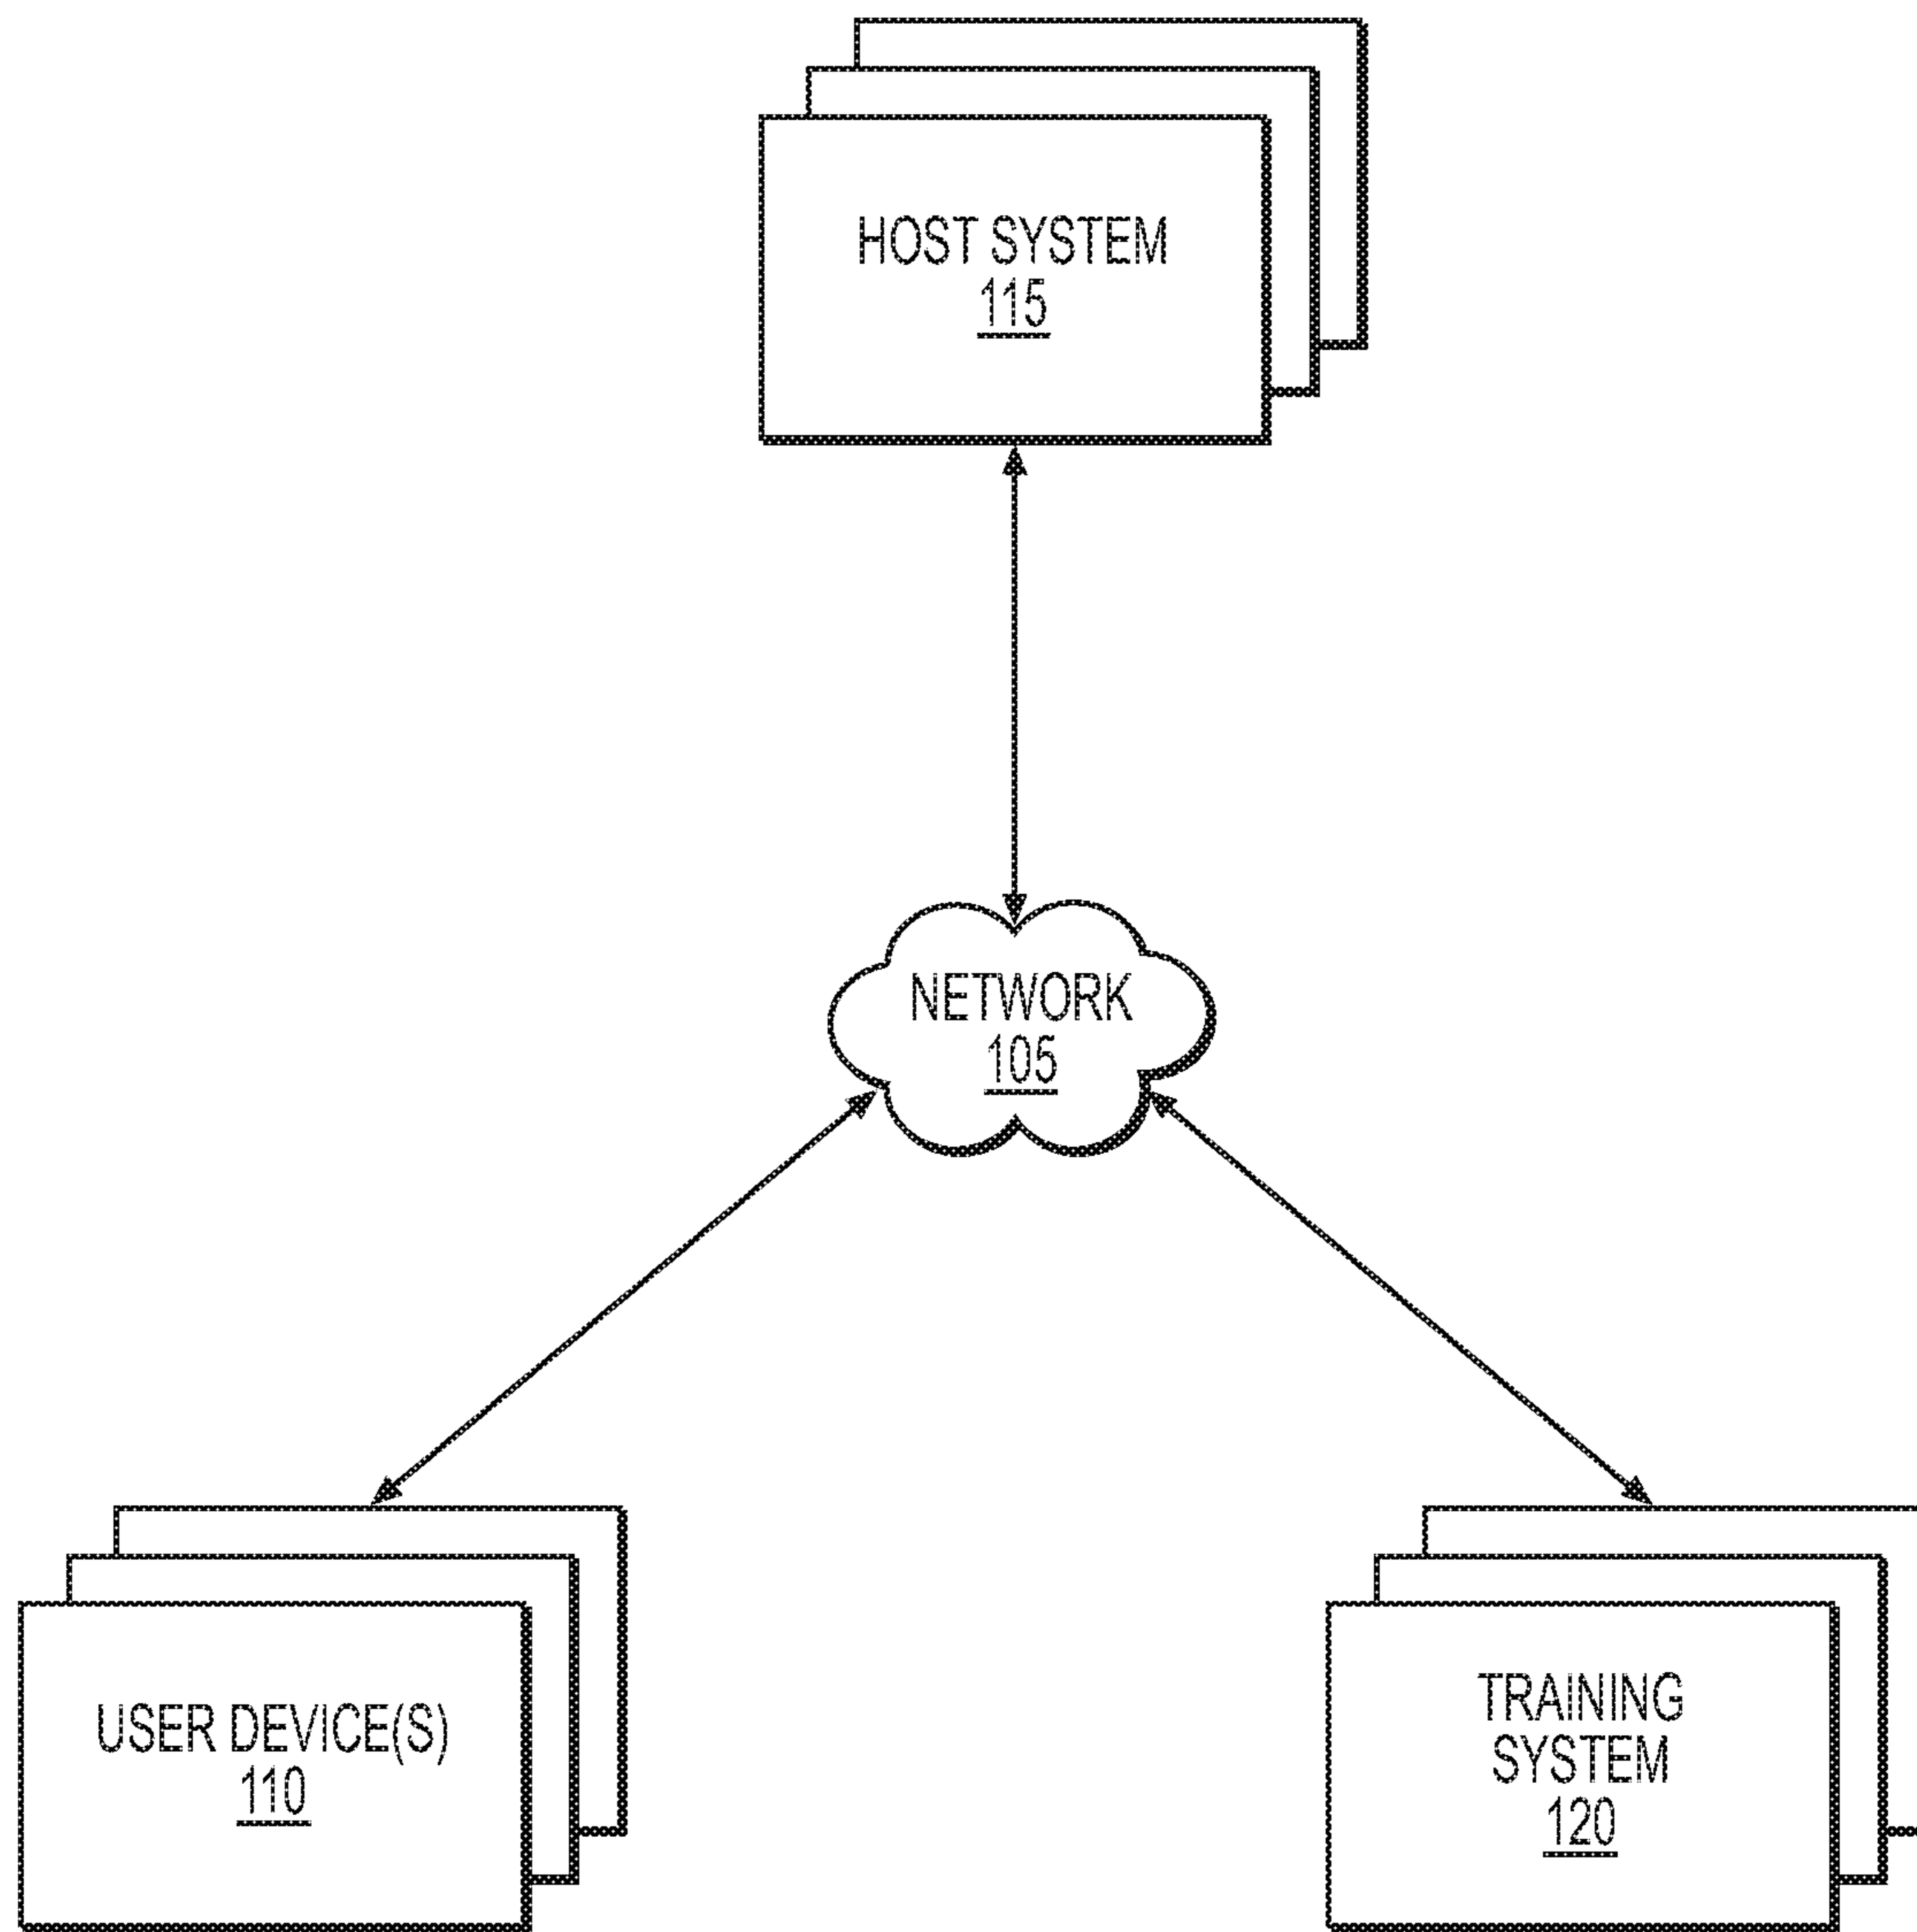 HOST SYSTEM
115
NETWORK
105
USER DEVICE(S)
110
TRAINING
SYSTEM
120